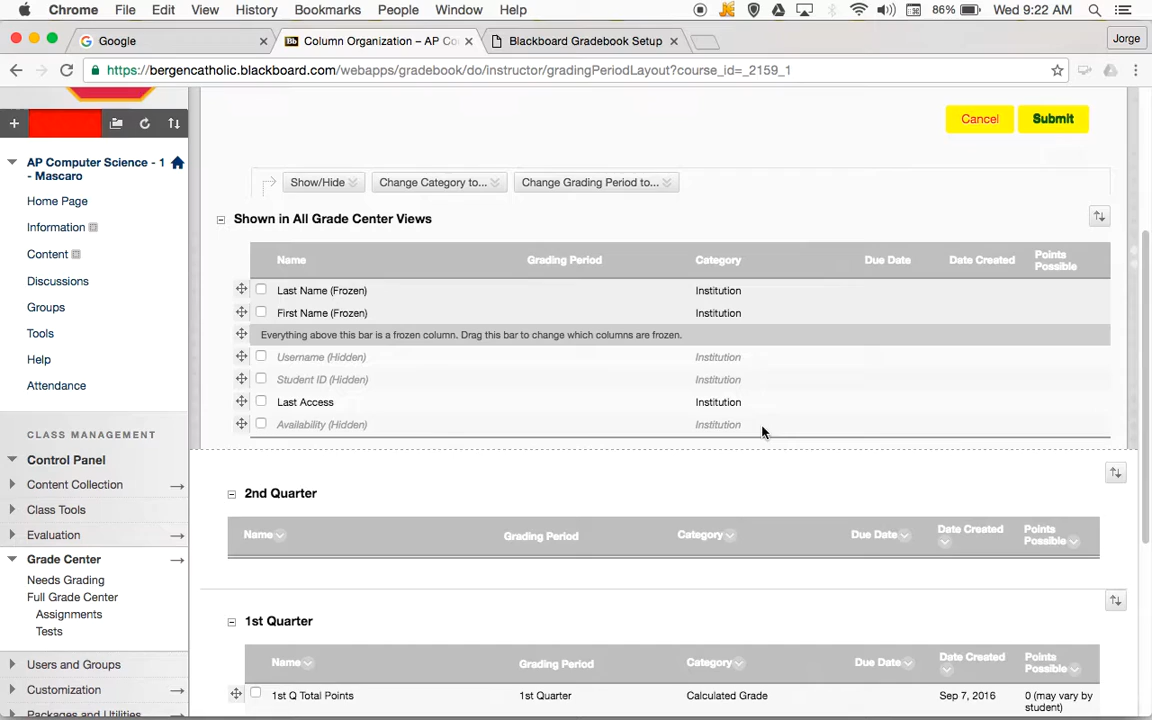 Chrome File Edit View History Bookmarks People Window Help 86% Wed 9:22 AM
Google Column Organization – AP Co Blackboard Gradebook Setup Jorge
https://bergencatholic.blackboard.com/webapps/gradebook/do/instructor/gradingPeriodLayout?course_id=_2159_1
Cancel Submit
AP Computer Science - 1
- Mascaro
Home Page
Information
Content
Discussions
Groups
Tools
Help
Attendance
CLASS MANAGEMENT
Control Panel
Content Collection
Class Tools
Evaluation
Grade Center
Needs Grading
Full Grade Center
Assignments
Tests
Users and Groups
Customization
Packages and Utilities
Show/Hide Change Category to... Change Grading Period to...
Shown in All Grade Center Views
Name Grading Period Category Due Date Date Created Points
Possible
Last Name (Frozen) Institution
First Name (Frozen) Institution
Everything above this bar is a frozen column. Drag this bar to change which columns are frozen.
Username (Hidden) Institution
Student ID (Hidden) Institution
Last Access Institution
Availability (Hidden) Institution
2nd Quarter
Name Grading Period Category Due Date Date Created Points
Possible
1st Quarter
Name Grading Period Category Due Date Date Created Points
Possible
1st Q Total Points 1st Quarter Calculated Grade Sep 7, 2016 0 (may vary by
student)